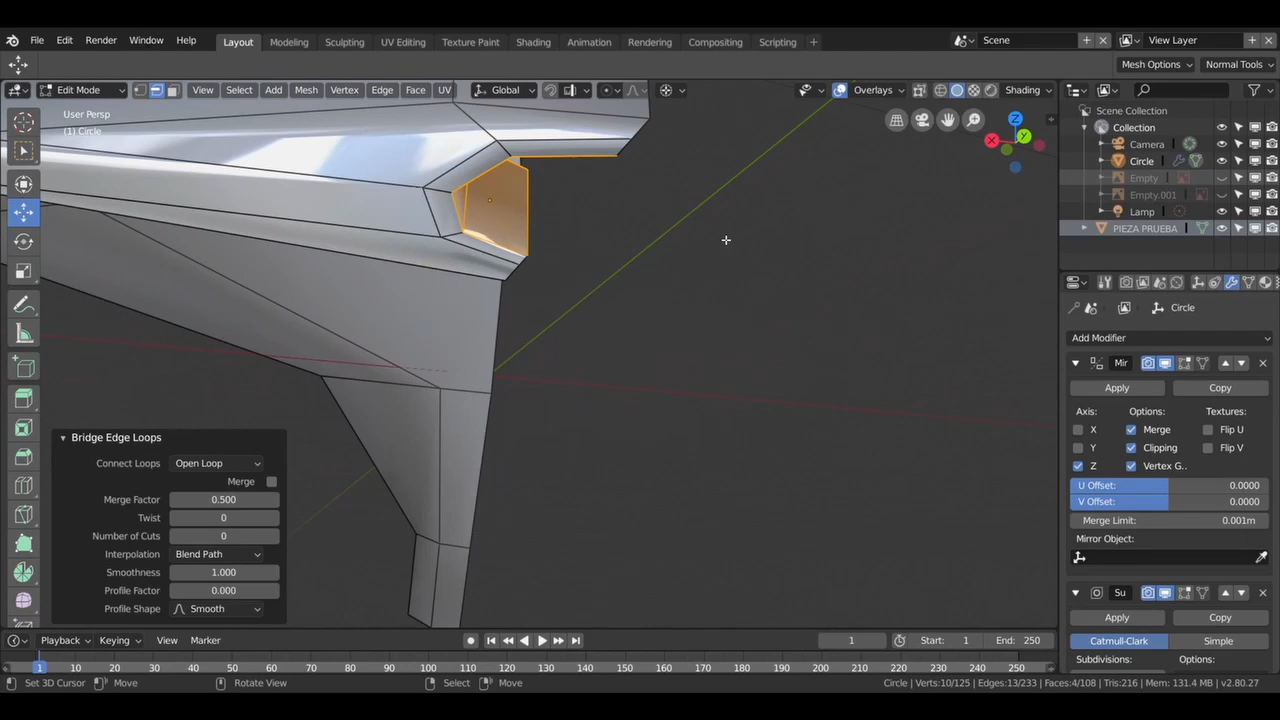 File Edit Render Window Help Layout Modeling Sculpting UV Editing Texture Paint Shading Animation Rendering Compositing Scripting Scene View Layer
Mesh Options Normal Tools
Edit Mode View Select Add Mesh Vertex Edge Face UV Global Overlays Shading
User Persp
(1) Circle
Z
Y
X
Scene Collection
Collection
Camera
Circle
Empty
Empty.001
Lamp
PIEZA PRUEBA
Circle
Add Modifier
Mir
Apply Copy
Axis: Options: Textures:
X Merge Flip U
Y Clipping Flip V
Z Vertex G..
U Offset: 0.0000
V Offset: 0.0000
Merge Limit: 0.001m
Mirror Object:
Su
Apply Copy
Catmull-Clark Simple
Subdivisions: Options:
Bridge Edge Loops
Connect Loops Open Loop
Merge
Merge Factor 0.500
Twist 0
Number of Cuts 0
Interpolation Blend Path
Smoothness 1.000
Profile Factor 0.000
Profile Shape Smooth
Playback Keying View Marker 1 Start: 1 End: 250
1 10 20 30 40 50 60 70 80 90 100 110 120 130 140 150 160 170 180 190 200 210 220 230 240 250
Set 3D Cursor Move Rotate View Select Move Circle | Verts:10/125 | Edges:13/233 | Faces:4/108 | Tris:216 | Mem: 131.4 MB | v2.80.27